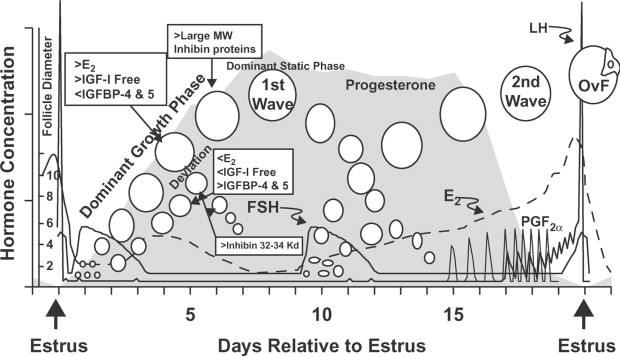 Hormone Concentration
Follicle Diameter
10
8
6
4
2
>E2
>IGF-I Free
<IGFBP-4 & 5
>Large MW
Inhibin proteins
Dominant Static Phase
Dominant Growth Phase
1st
Wave
Progesterone
2nd
Wave
LH
OvF
Deviation
<E2
<IGF-I Free
>IGFBP-4 & 5
>Inhibin 32-34 Kd
FSH
E2
PGF2α
5
10
15
Estrus
Days Relative to Estrus
Estrus